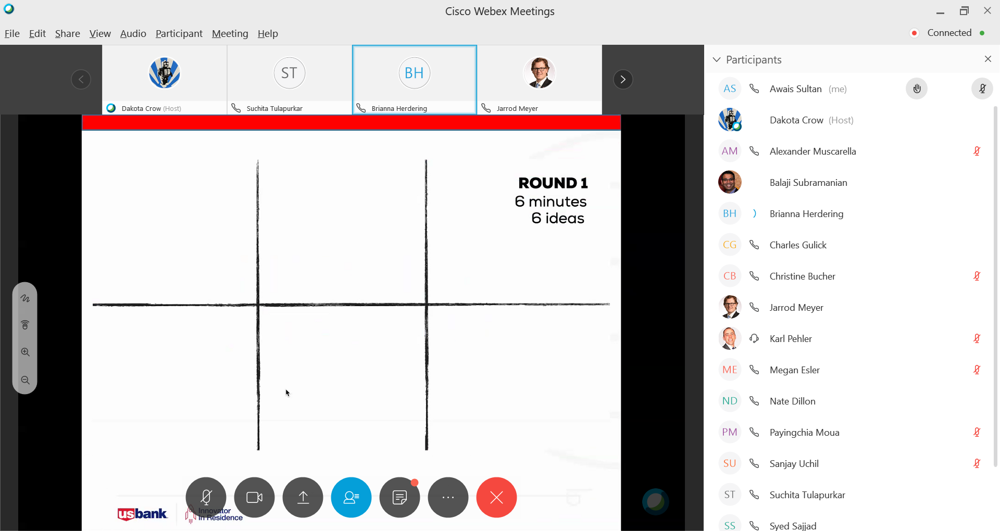 Cisco Webex Meetings
File Edit Share View Audio Participant Meeting Help
Connected
ST
BH
Dakota Crow (Host)
Suchita Tulapurkar
Brianna Herdering
Jarrod Meyer
ROUND 1
6 minutes
6 ideas
usbank
Innovator
In Residence
Participants
AS Awais Sultan (me)
Dakota Crow (Host)
AM Alexander Muscarella
Balaji Subramanian
BH Brianna Herdering
CG Charles Gulick
CB Christine Bucher
Jarrod Meyer
Karl Pehler
ME Megan Esler
ND Nate Dillon
PM Payingchia Moua
SU Sanjay Uchil
ST Suchita Tulapurkar
SS Syed Sajjad